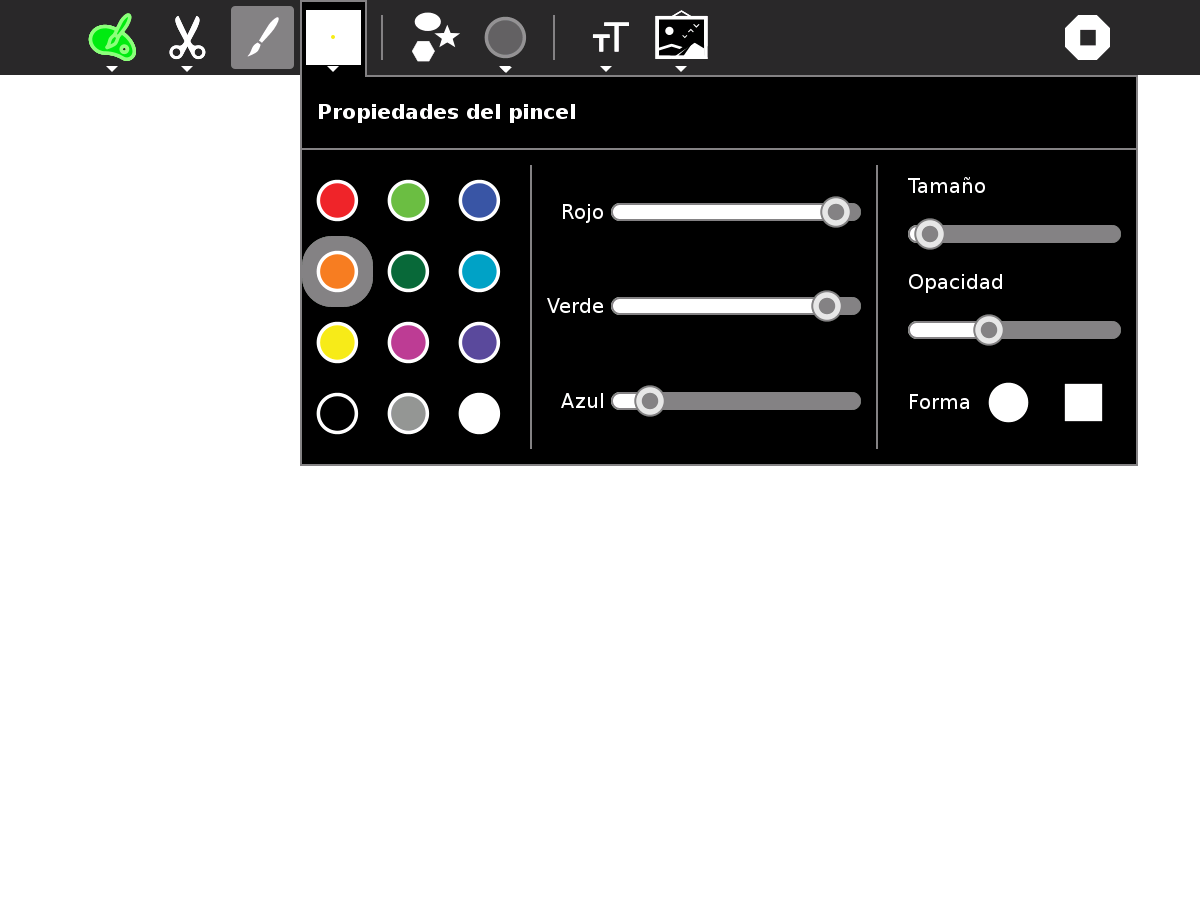 Propiedades del pincel
Rojo
Verde
Azul
Tamaño
Opacidad
Forma